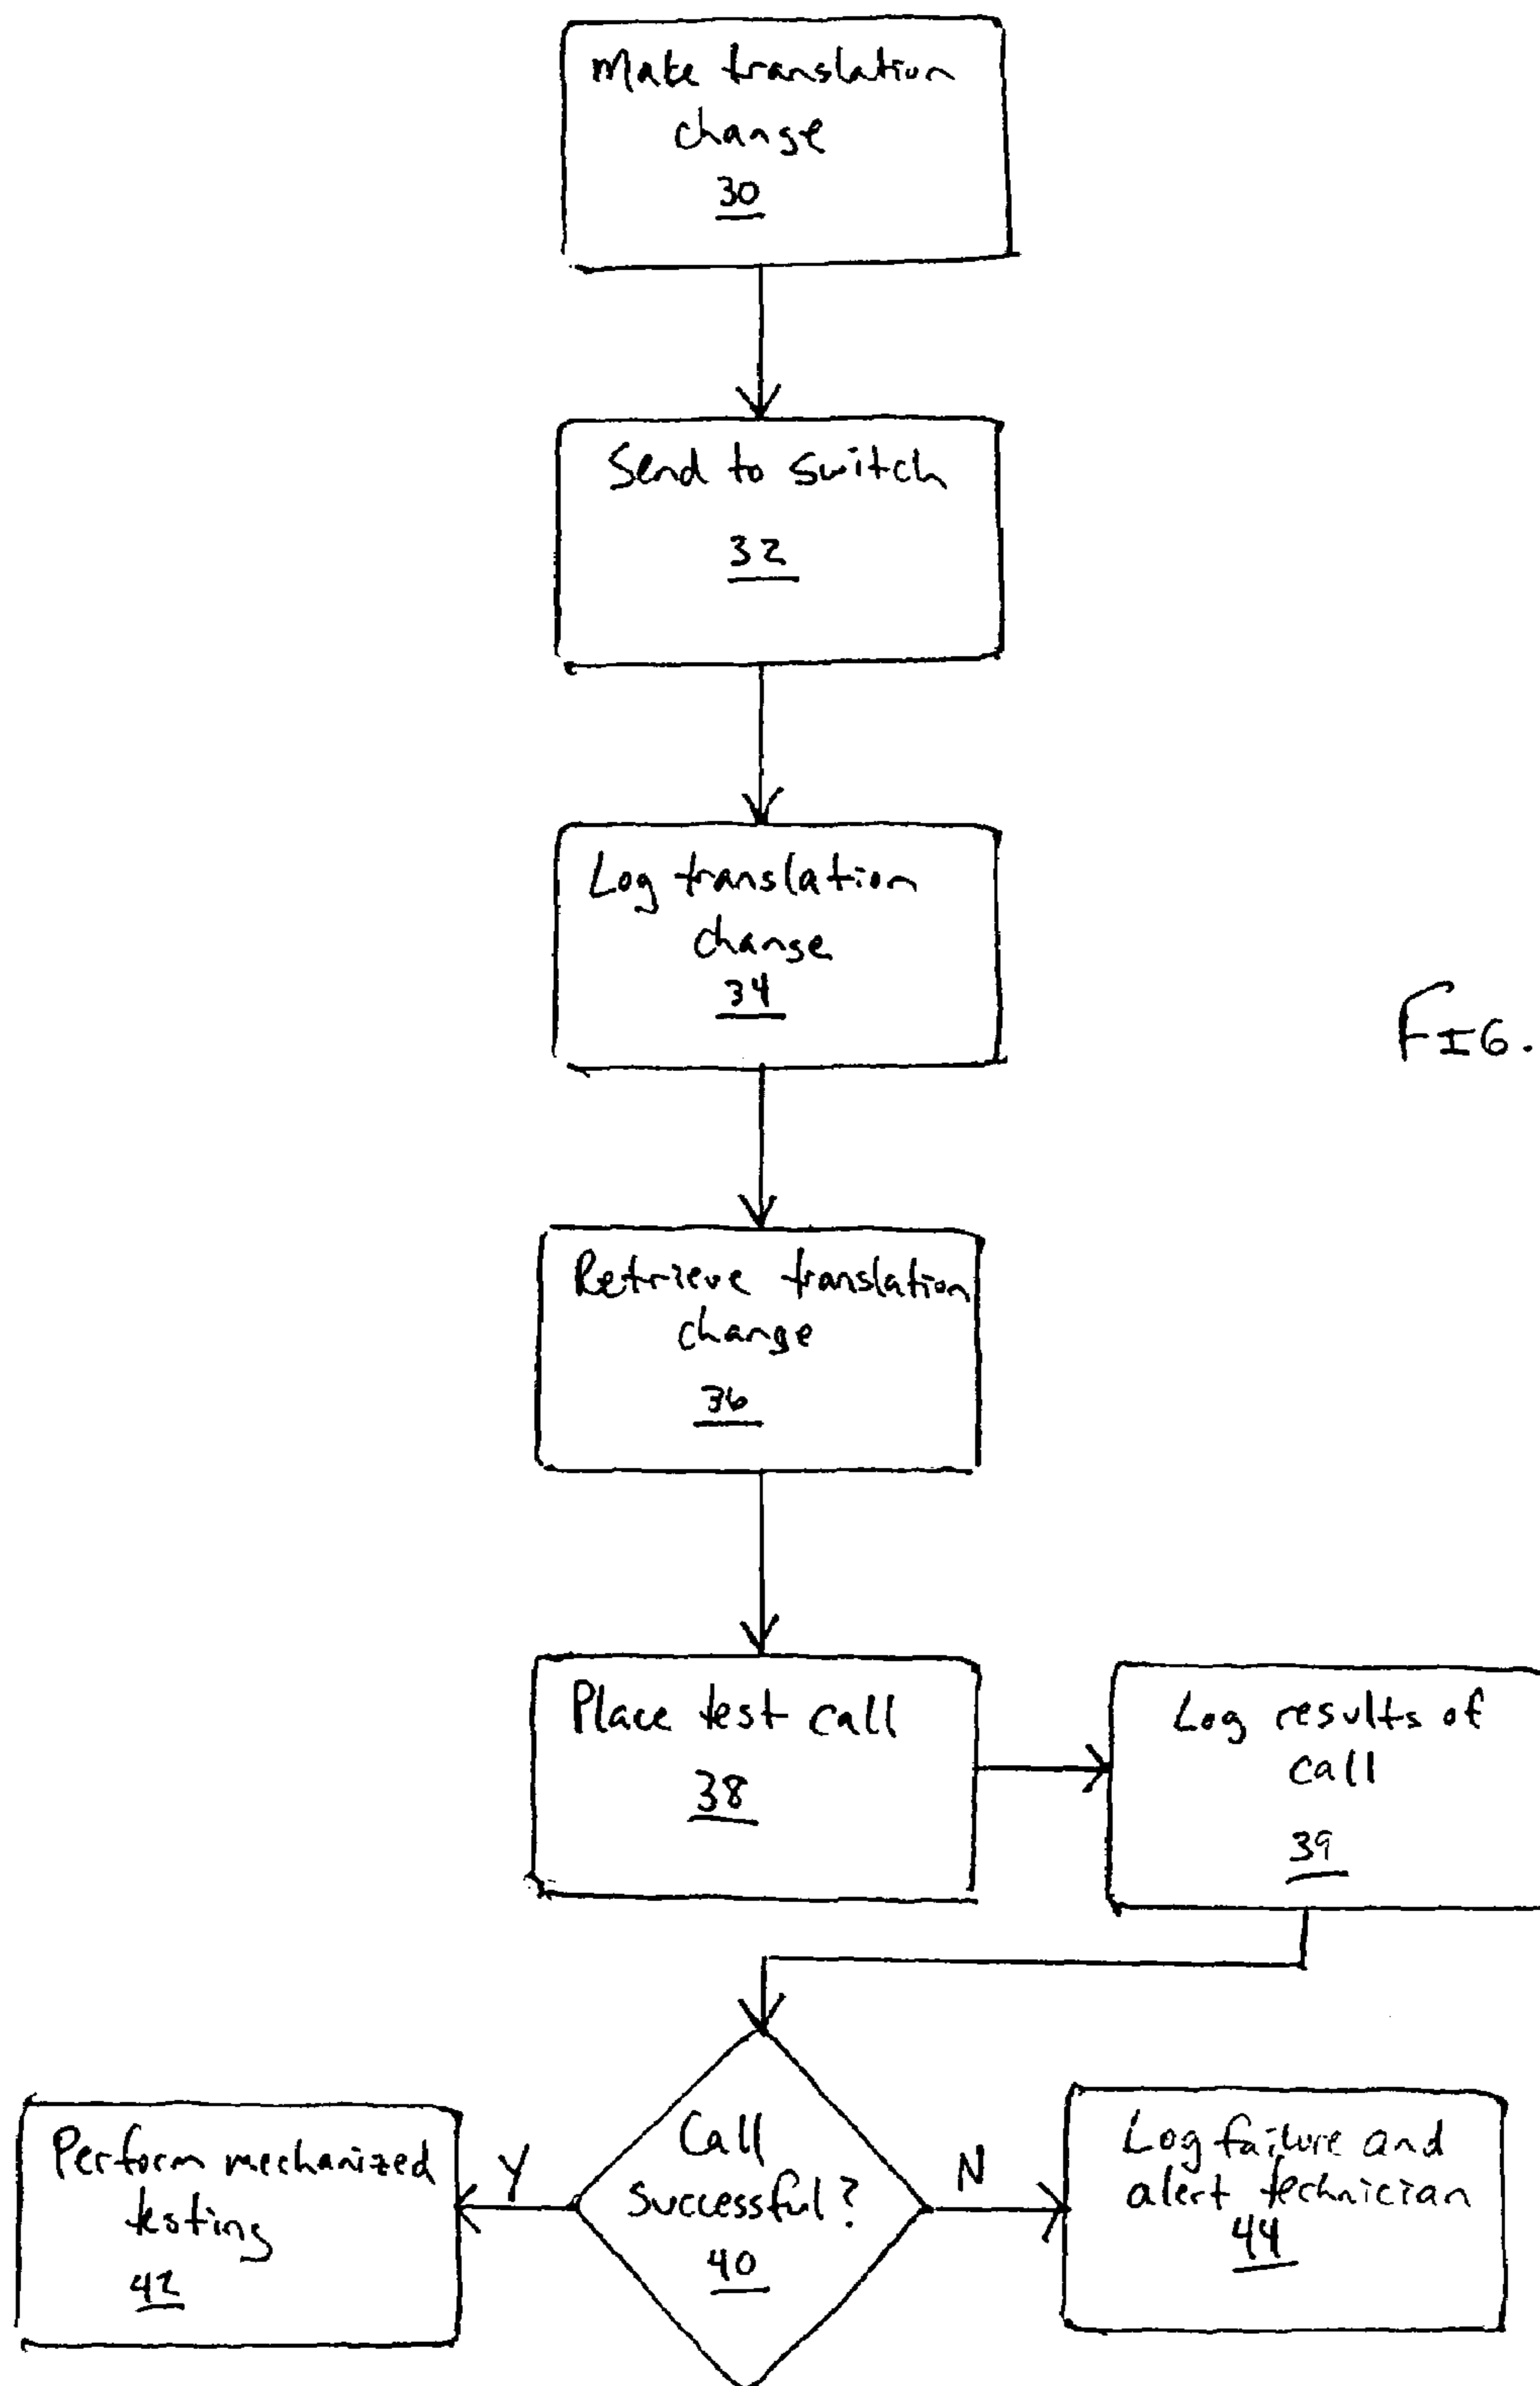 Make translation
change
30
Send to switch
32
Log translation
change
34
FIG.
Retrieve translation
change
36
Place test call
38
Log results of
call
39
Call
successful?
40
Y
N
Perform mechanized
testing
42
Log failure and
alert technician
44